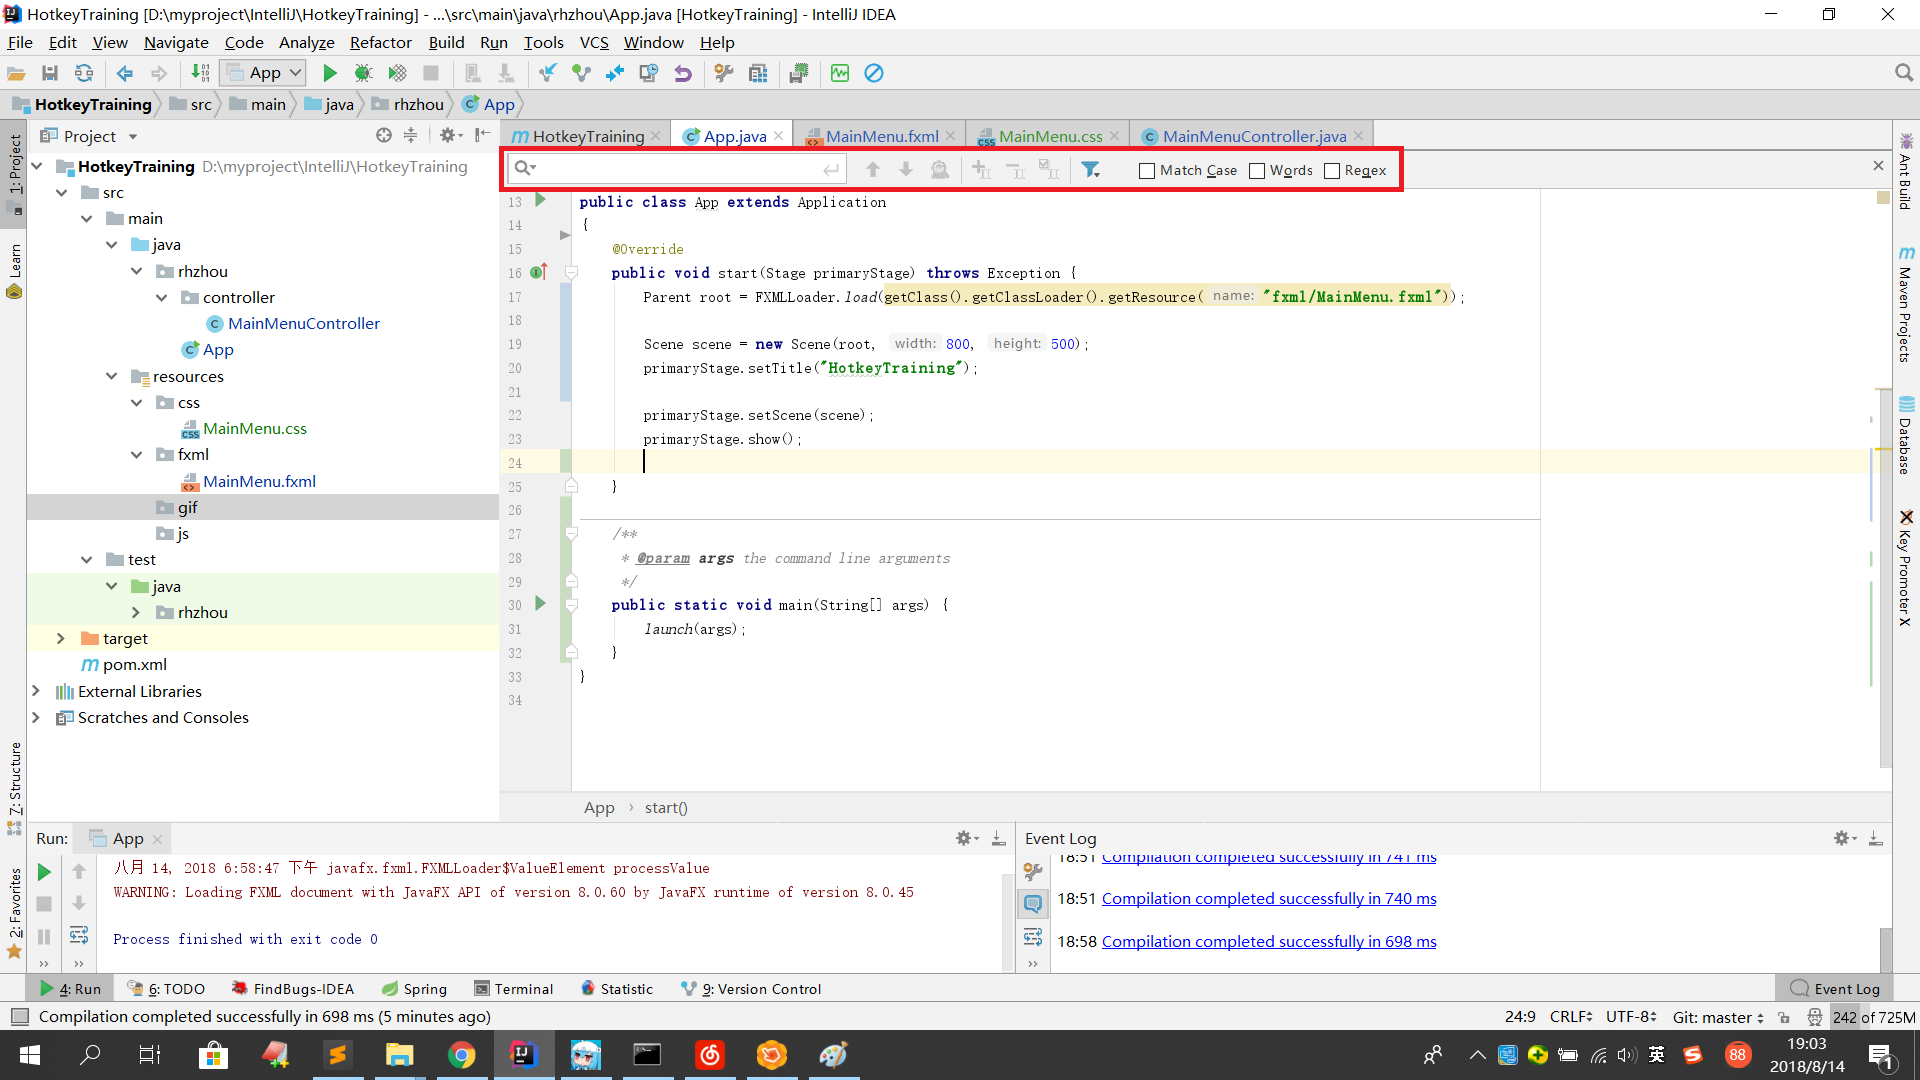 HotkeyTraining [D:\myproject\IntelliJ\HotkeyTraining] - ...\src\main\java\rhzhou\App.java [HotkeyTraining] - IntelliJ IDEA
File Edit View Navigate Code Analyze Refactor Build Run Tools VCS Window Help
App
HotkeyTraining src main java rhzhou App
Project
HotkeyTraining App.java MainMenu.fxml MainMenu.css MainMenuController.java
Match Case Words Regex
1: Project
Learn
7: Structure
2: Favorites
HotkeyTraining D:\myproject\IntelliJ\HotkeyTraining
src
main
java
rhzhou
controller
MainMenuController
App
resources
css
MainMenu.css
fxml
MainMenu.fxml
gif
js
test
java
rhzhou
target
pom.xml
External Libraries
Scratches and Consoles
13 public class App extends Application
14 {
15 @Override
16 public void start(Stage primaryStage) throws Exception {
17 Parent root = FXMLLoader.load(getClass().getClassLoader().getResource( name: "fxml/MainMenu.fxml"));
18
19 Scene scene = new Scene(root, width: 800, height: 500);
20 primaryStage.setTitle("HotkeyTraining");
21
22 primaryStage.setScene(scene);
23 primaryStage.show();
24
25 }
26
27 /**
28 * @param args the command line arguments
29 */
30 public static void main(String[] args) {
31 launch(args);
32 }
33 }
34
App › start()
Ant Build
Maven Projects
Database
Key Promoter X
Run: App
八月 14, 2018 6:58:47 下午 javafx.fxml.FXMLLoader$ValueElement processValue
WARNING: Loading FXML document with JavaFX API of version 8.0.60 by JavaFX runtime of version 8.0.45
Process finished with exit code 0
Event Log
18:51 Compilation completed successfully in 741 ms
18:51 Compilation completed successfully in 740 ms
18:58 Compilation completed successfully in 698 ms
4: Run 6: TODO FindBugs-IDEA Spring Terminal Statistic 9: Version Control Event Log
Compilation completed successfully in 698 ms (5 minutes ago) 24:9 CRLF UTF-8 Git: master 242 of 725M
英 88 19:03
2018/8/14
1